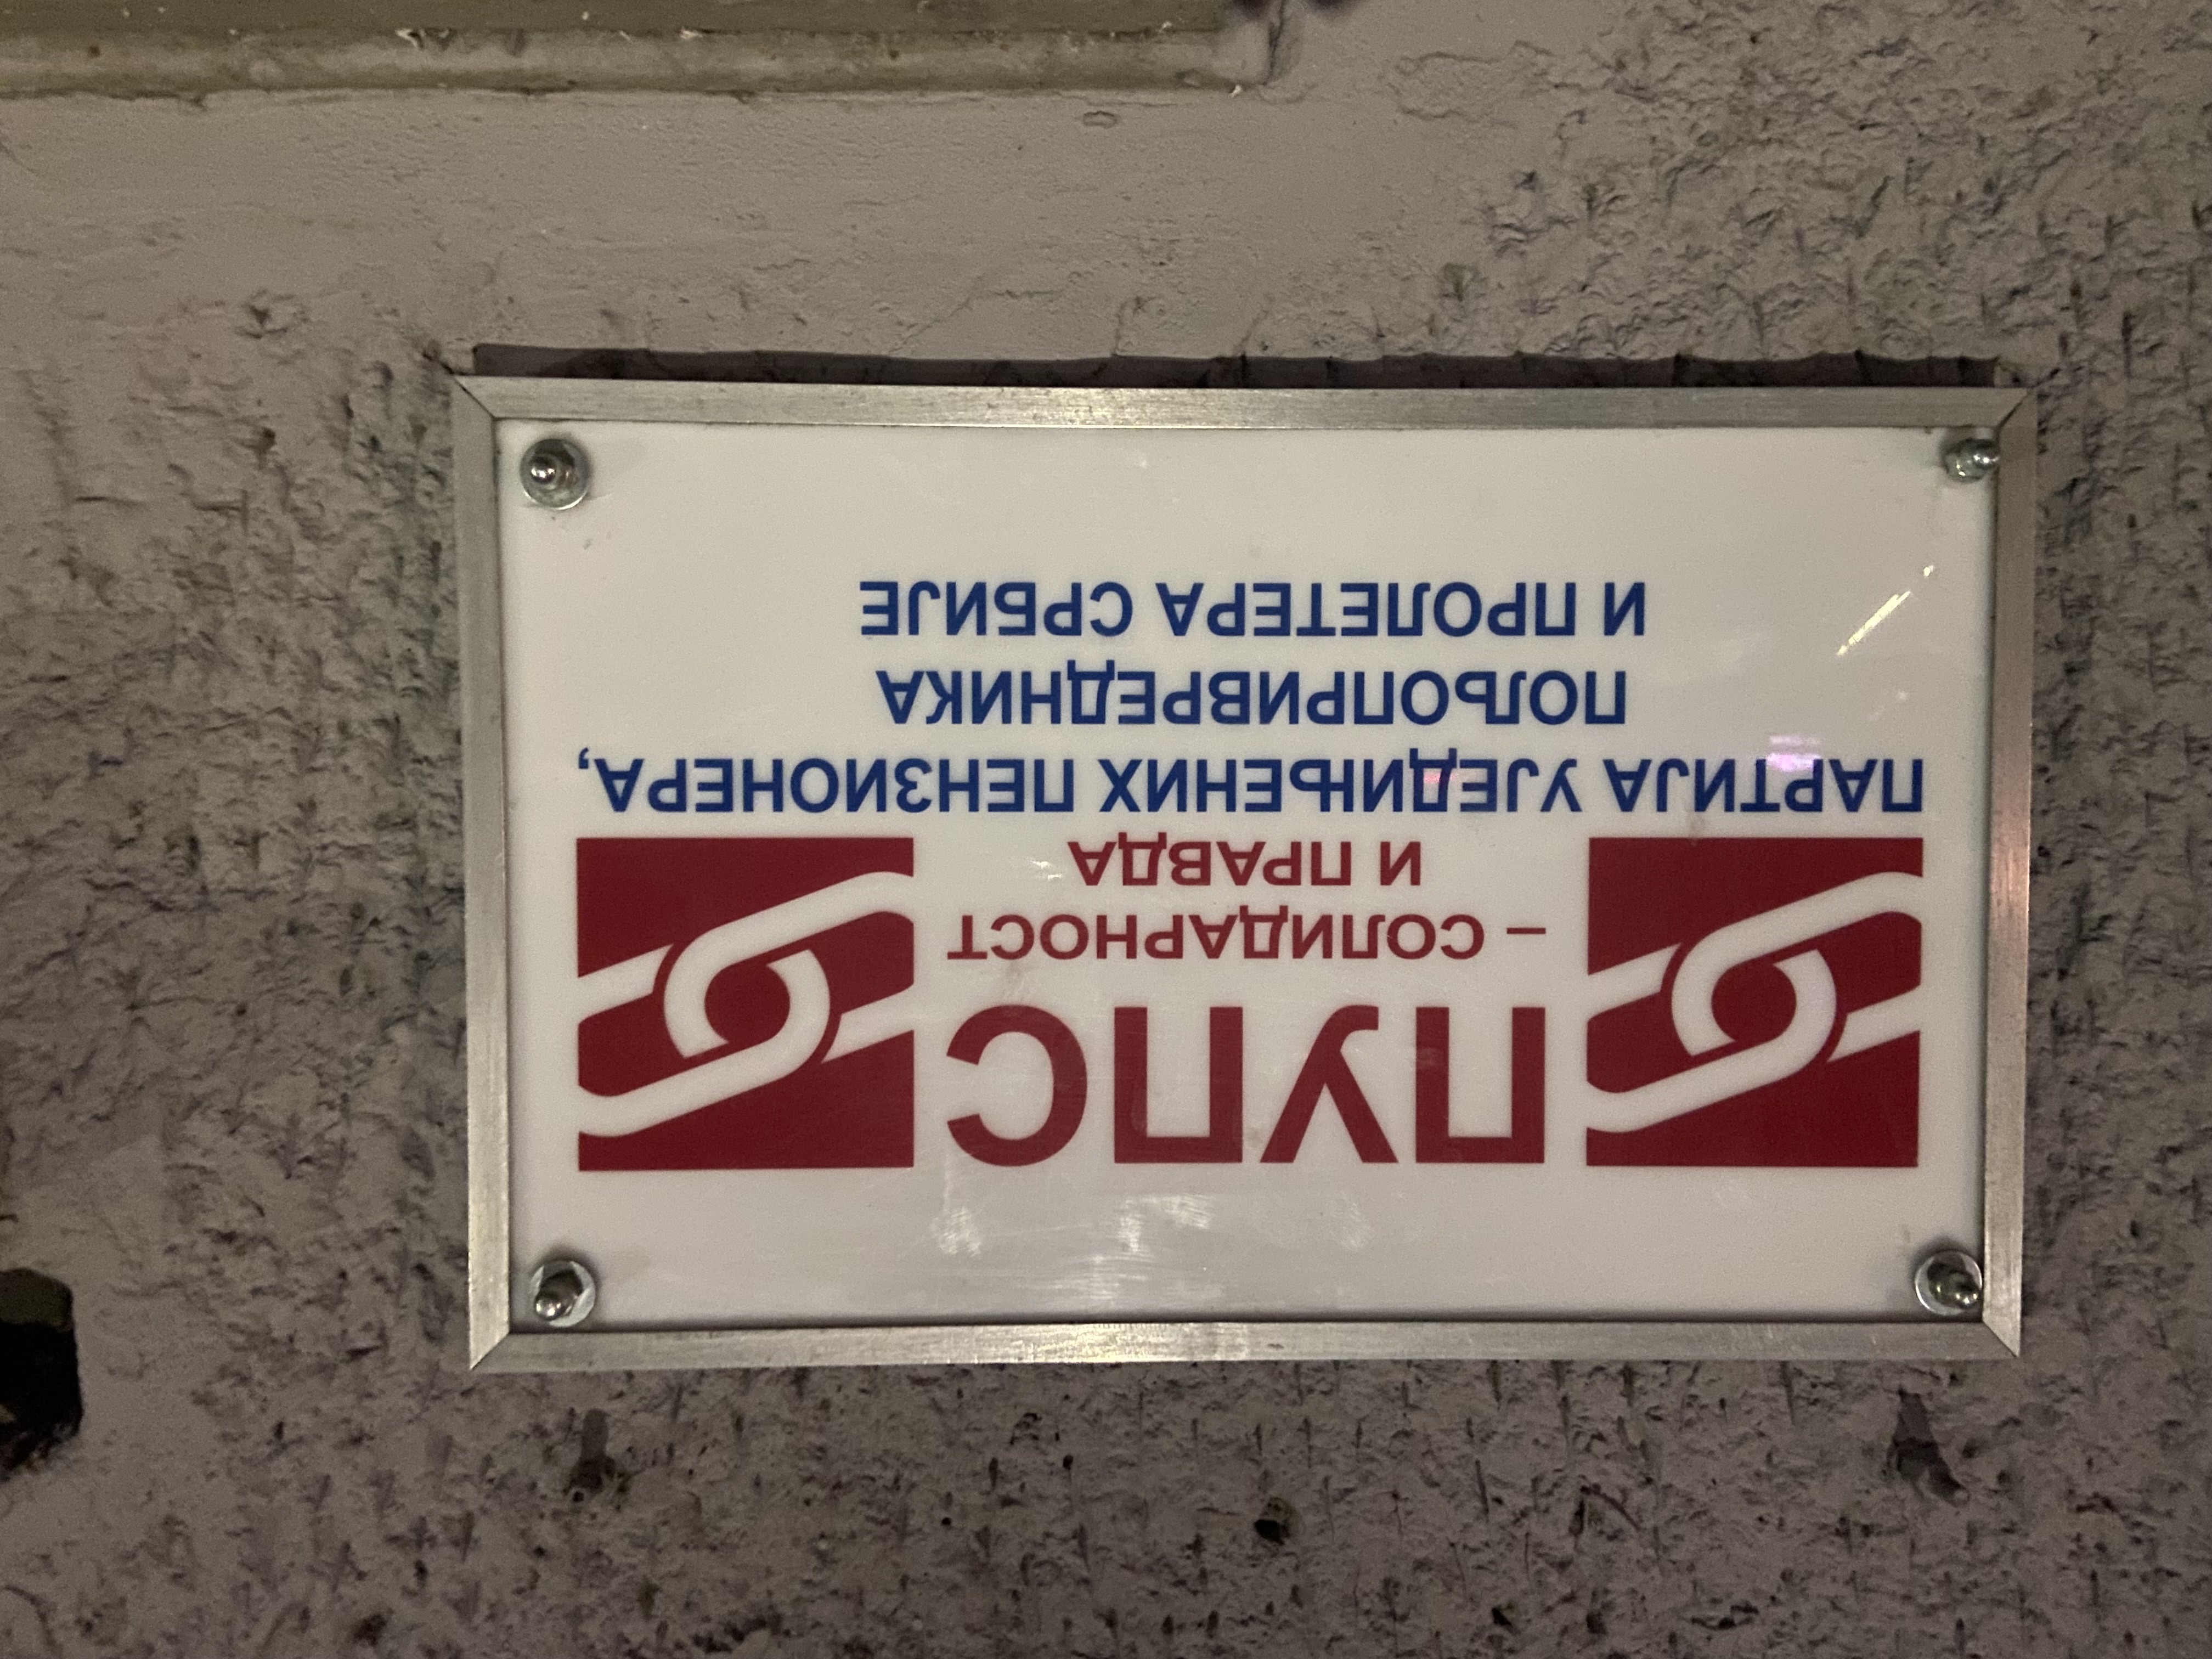 ПУПС
– СОЛИДАРНОСТ
И ПРАВДА
ПАРТИЈА УЈЕДИЊЕНИХ ПЕНЗИОНЕРА,
ПОЉОПРИВРЕДНИКА
И ПРОЛЕТЕРА СРБИЈЕ